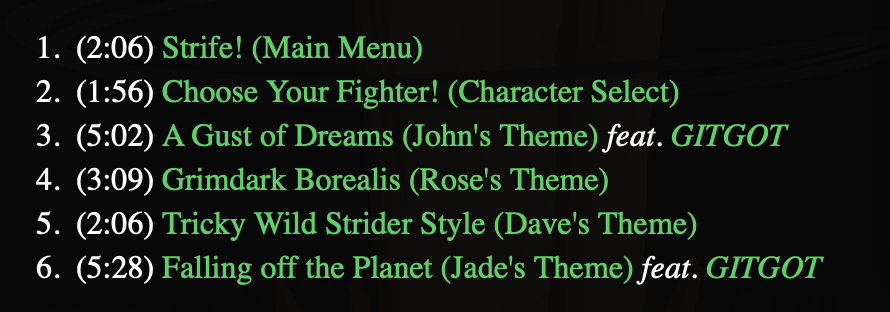 1. (2:06) Strife! (Main Menu)
2. (1:56) Choose Your Fighter! (Character Select)
3. (5:02) A Gust of Dreams (John's Theme) feat. GITGOT
4. (3:09) Grimdark Borealis (Rose's Theme)
5. (2:06) Tricky Wild Strider Style (Dave's Theme)
6. (5:28) Falling off the Planet (Jade's Theme) feat. GITGOT